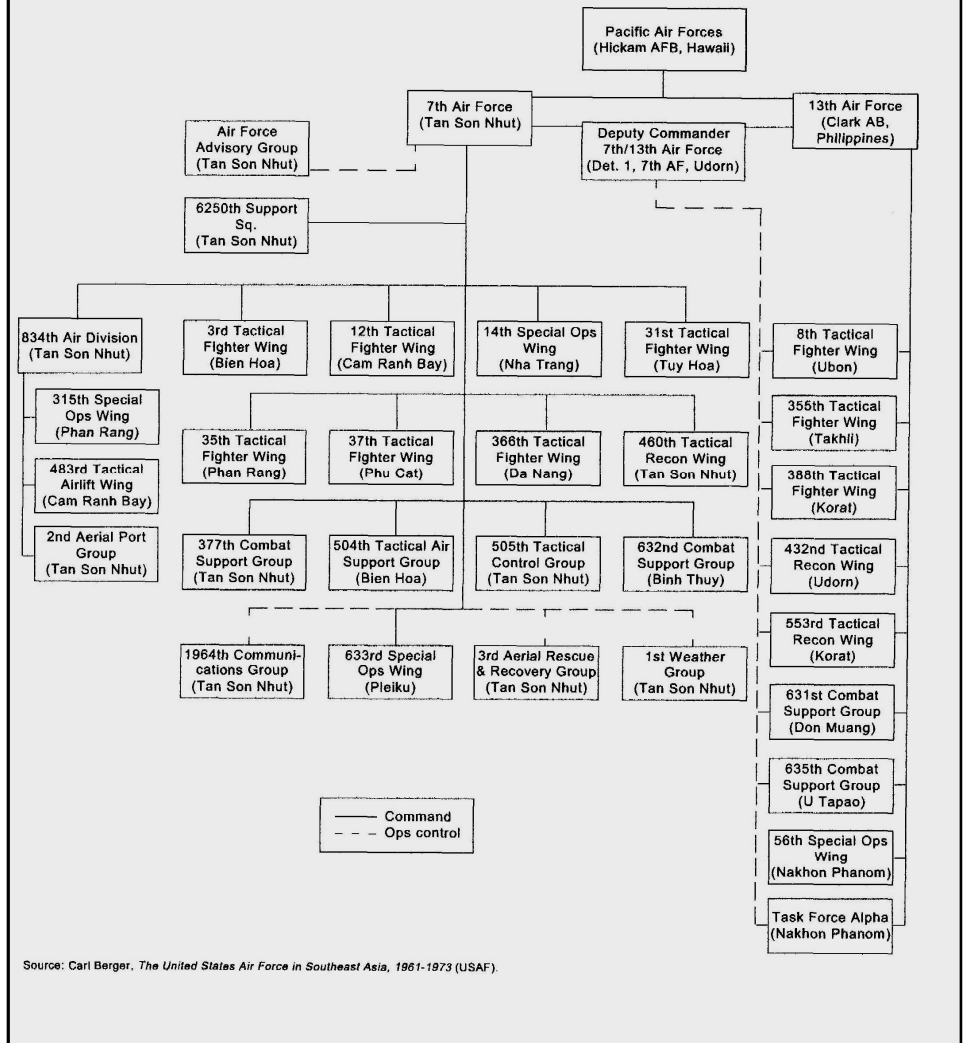 Pacific Air Forces
(Hickam AFB, Hawaii)
7th Air Force
(Tan Son Nhut)
13th Air Force
(Clark AB,
Philippines)
Air Force
Advisory Group
(Tan Son Nhut)
Deputy Commander
7th/13th Air Force
(Det. 1, 7th AF, Udorn)
6250th Support
Sq.
(Tan Son Nhut)
834th Air Division
(Tan Son Nhut)
3rd Tactical
Fighter Wing
(Bien Hoa)
12th Tactical
Fighter Wing
(Cam Ranh Bay)
14th Special Ops
Wing
(Nha Trang)
31st Tactical
Fighter Wing
(Tuy Hoa)
8th Tactical
Fighter Wing
(Ubon)
315th Special
Ops Wing
(Phan Rang)
355th Tactical
Fighter Wing
(Takhli)
35th Tactical
Fighter Wing
(Phan Rang)
37th Tactical
Fighter Wing
(Phu Cat)
366th Tactical
Fighter Wing
(Da Nang)
460th Tactical
Recon Wing
(Tan Son Nhut)
483rd Tactical
Airlift Wing
(Cam Ranh Bay)
388th Tactical
Fighter Wing
(Korat)
2nd Aerial Port
Group
(Tan Son Nhut)
377th Combat
Support Group
(Tan Son Nhut)
504th Tactical Air
Support Group
(Bien Hoa)
505th Tactical
Control Group
(Tan Son Nhut)
632nd Combat
Support Group
(Binh Thuy)
432nd Tactical
Recon Wing
(Udorn)
553rd Tactical
Recon Wing
(Korat)
1964th Communi-
cations Group
(Tan Son Nhut)
633rd Special
Ops Wing
(Pleiku)
3rd Aerial Rescue
& Recovery Group
(Tan Son Nhut)
1st Weather
Group
(Tan Son Nhut)
631st Combat
Support Group
(Don Muang)
635th Combat
Support Group
(U Tapao)
Command
Ops control
56th Special Ops
Wing
(Nakhon Phanom)
Task Force Alpha
(Nakhon Phanom)
Source: Carl Berger, The United States Air Force in Southeast Asia, 1961-1973 (USAF).